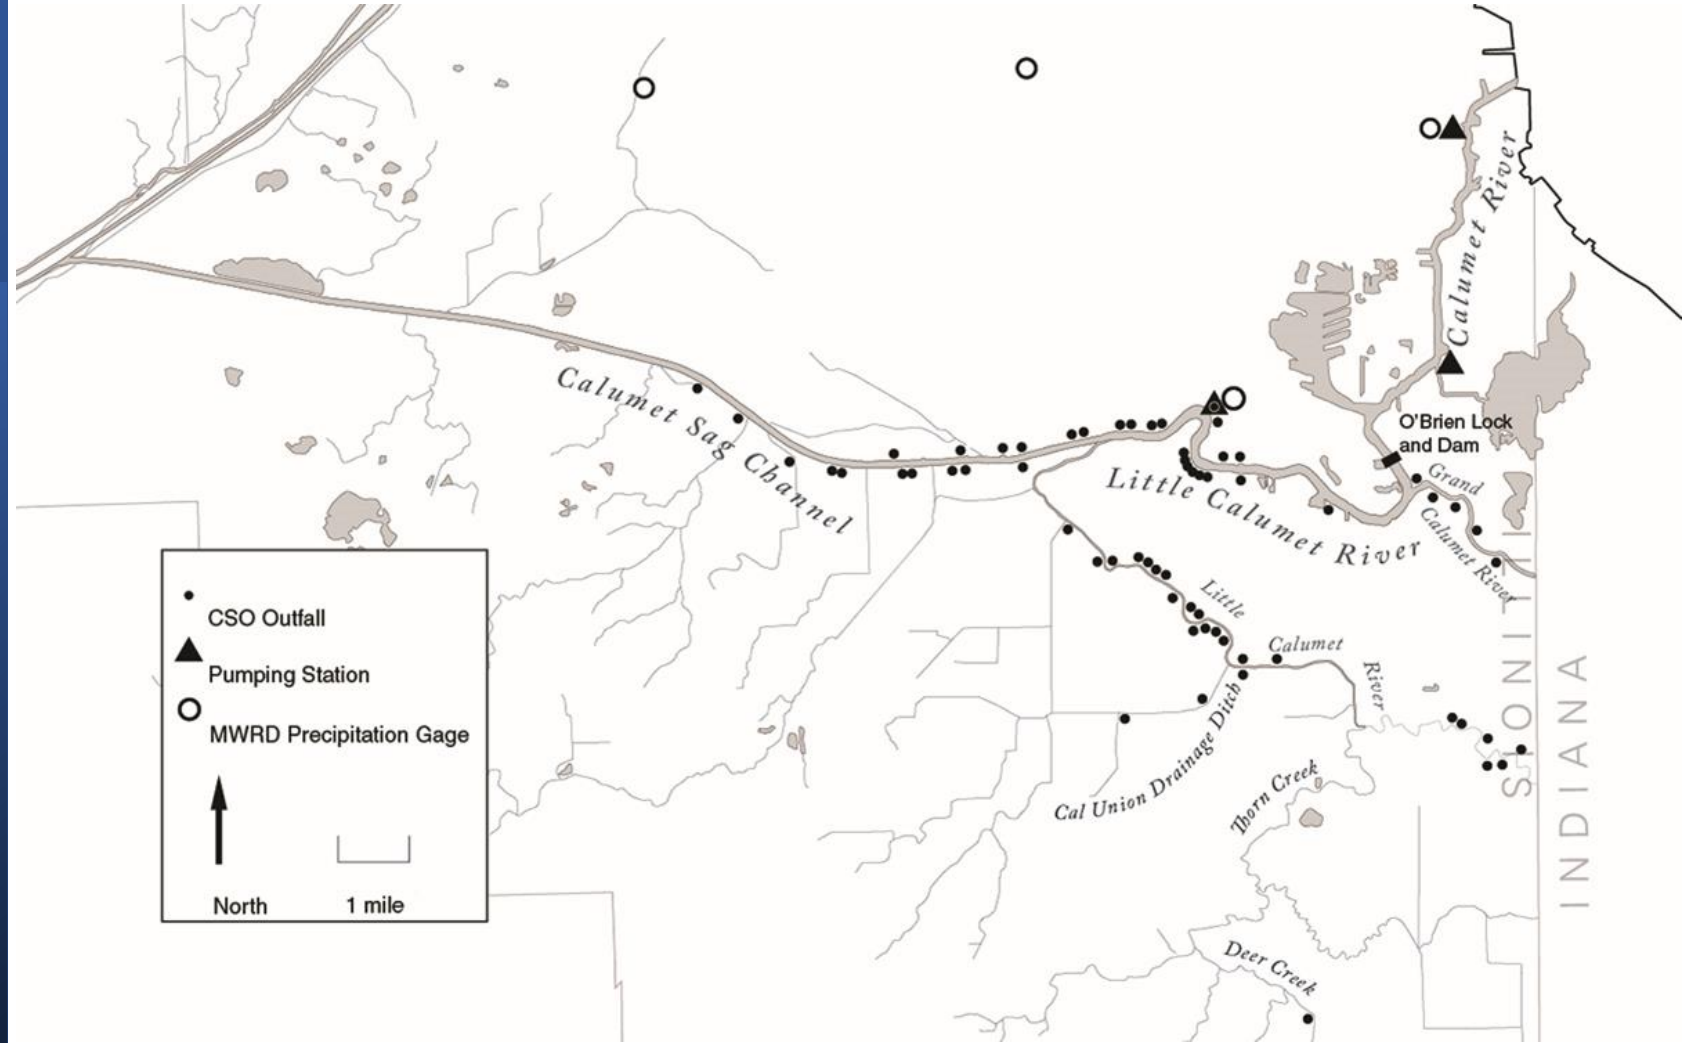 Calumet River
Calumet Sag Channel
O'Brien Lock
and Dam
Grand
Calumet River
Little Calumet River
Little
Calumet
River
CSO Outfall
Pumping Station
MWRD Precipitation Gage
North
1 mile
Cal Union Drainage Ditch
Thorn Creek
Deer Creek
INDIANA